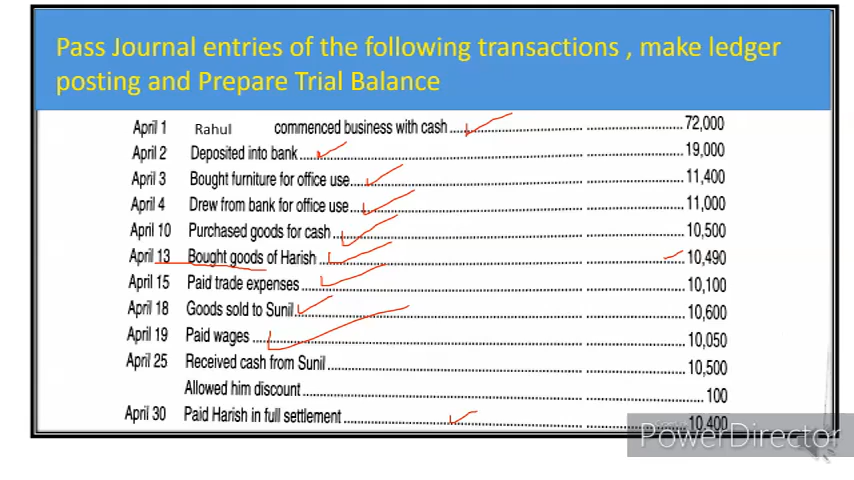 Pass Journal entries of the following transactions , make ledger
posting and Prepare Trial Balance
April 1 Rahul commenced business with cash 72,000
April 2 Deposited into bank 19,000
April 3 Bought furniture for office use 11,400
April 4 Drew from bank for office use 11,000
April 10 Purchased goods for cash 10,500
April 13 Bought goods of Harish 10,490
April 15 Paid trade expenses 10,100
April 18 Goods sold to Sunil 10,600
April 19 Paid wages 10,050
April 25 Received cash from Sunil 10,500
Allowed him discount 100
April 30 Paid Harish in full settlement 10,400
PowerDirector